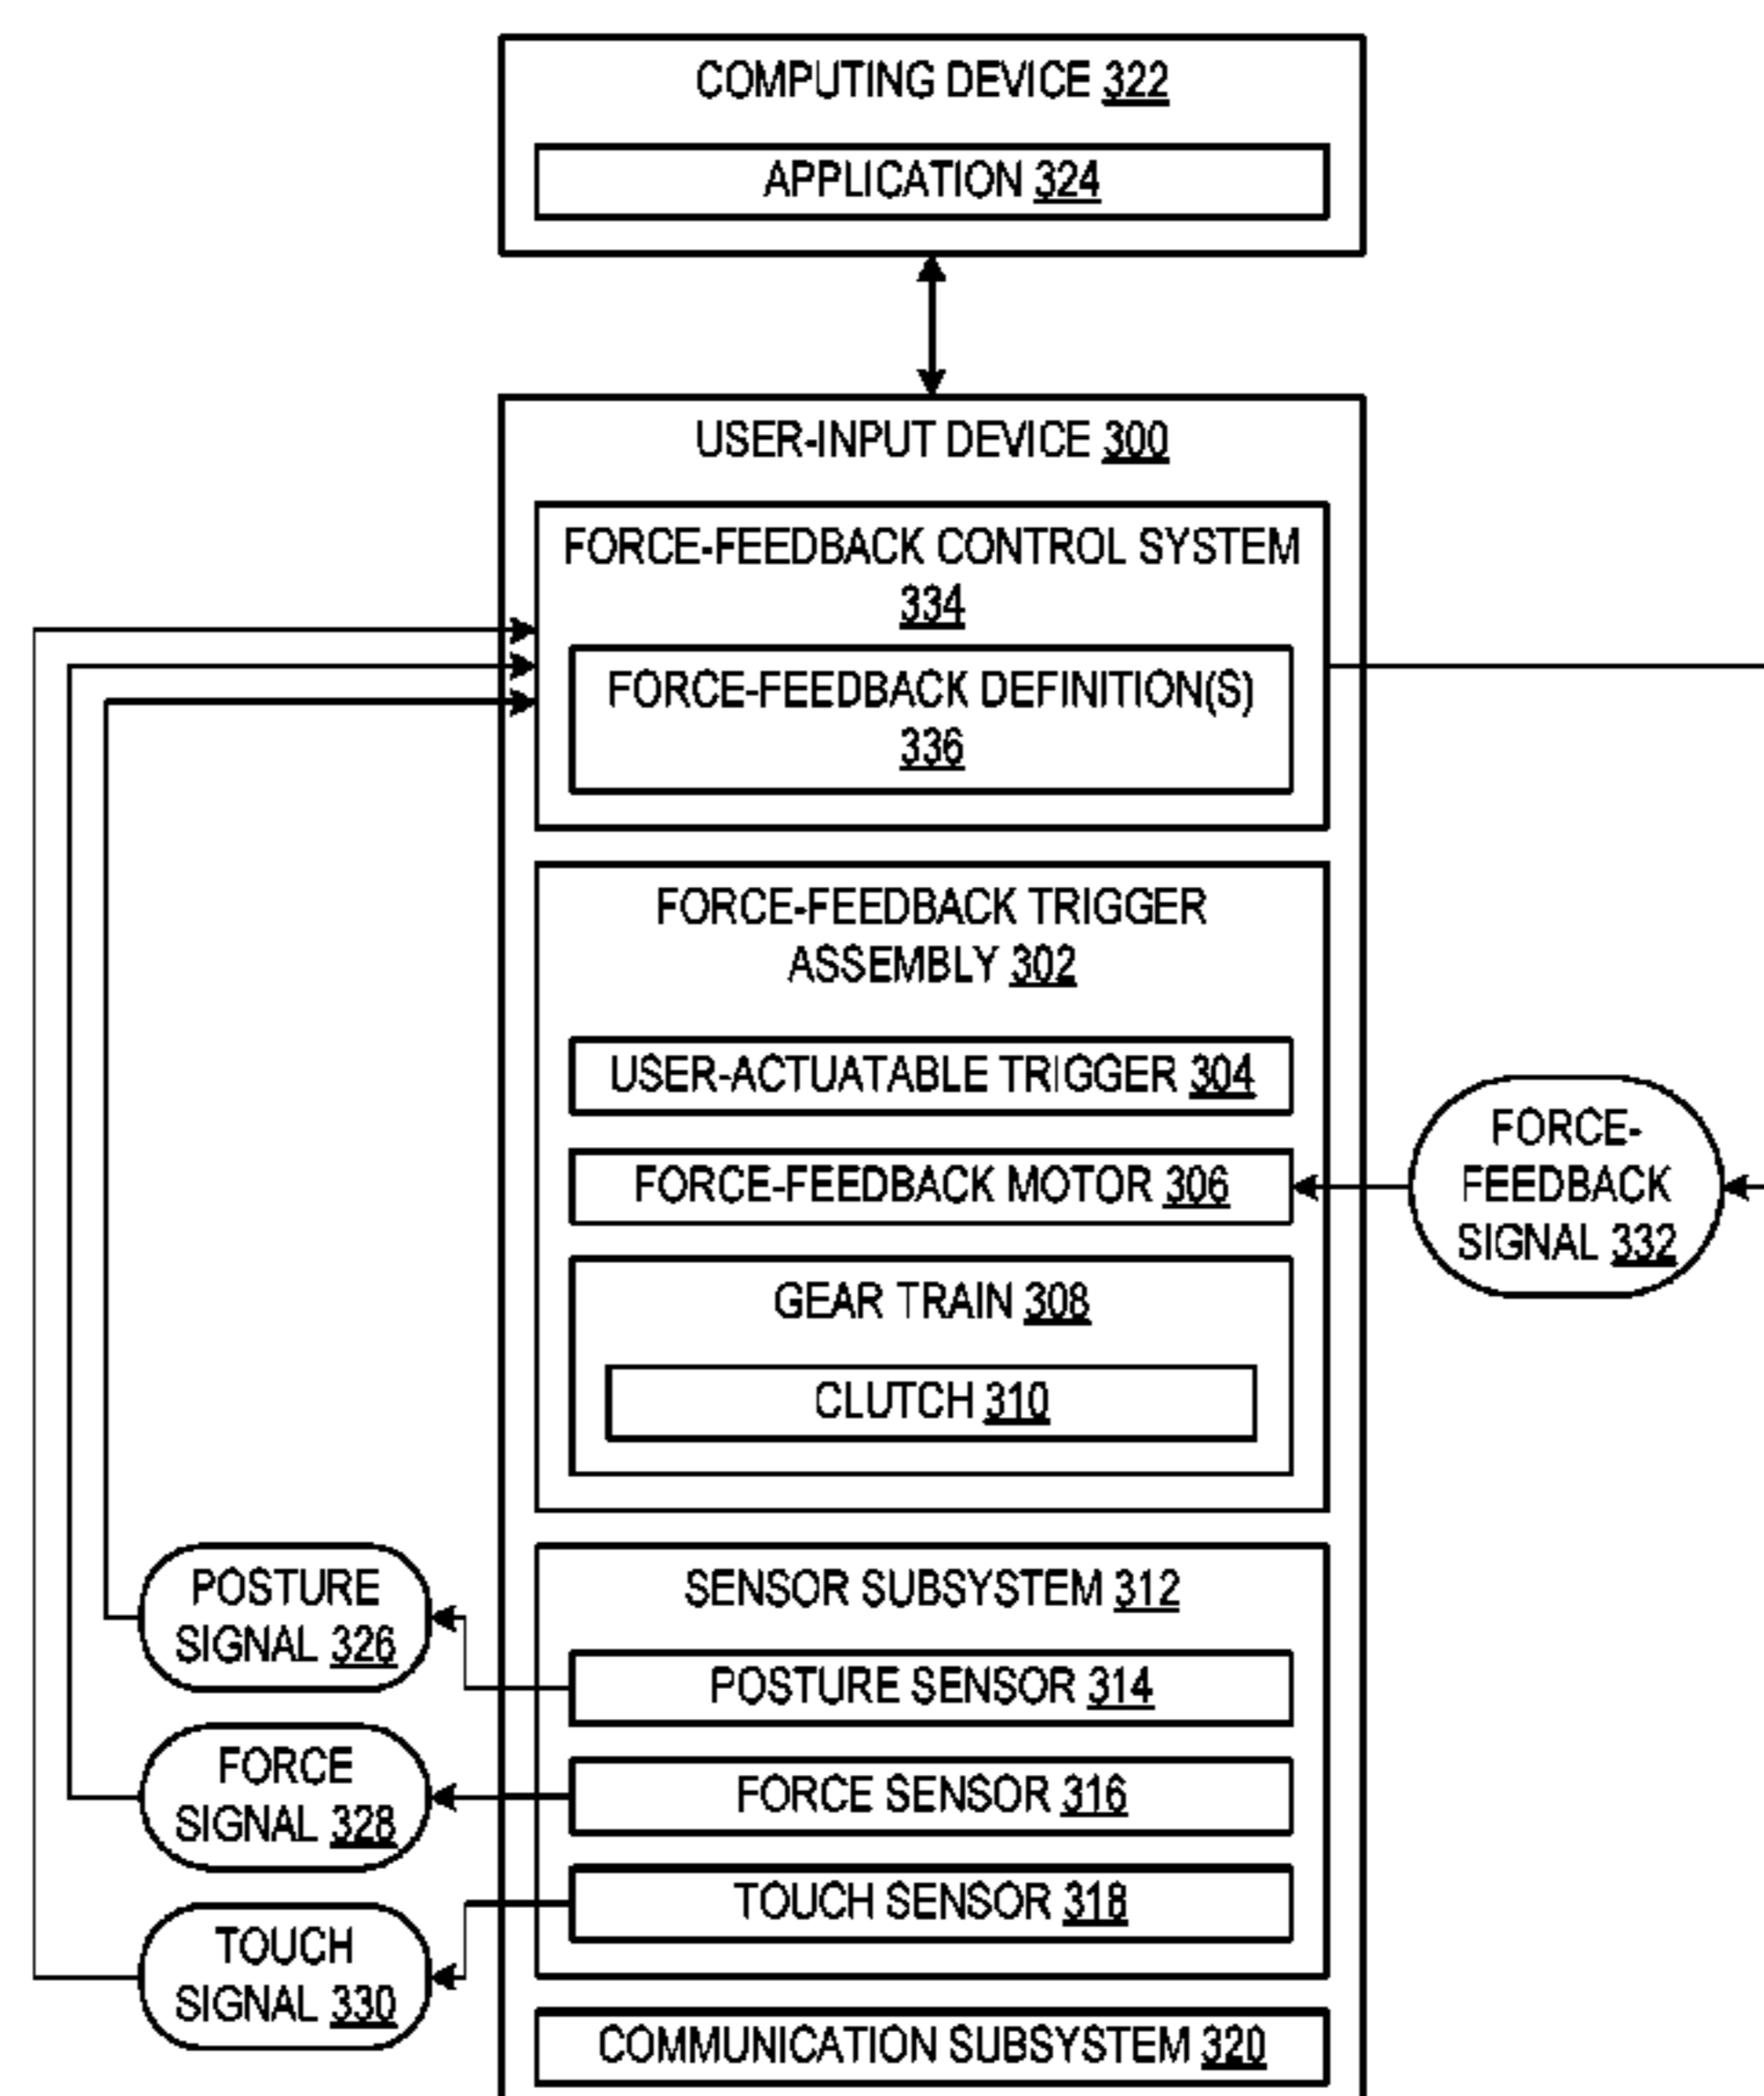 COMPUTING DEVICE 322
APPLICATION 324
USER-INPUT DEVICE 300
FORCE-FEEDBACK CONTROL SYSTEM
334
FORCE-FEEDBACK DEFINITION(S)
336
FORCE-FEEDBACK TRIGGER
ASSEMBLY 302
USER-ACTUATABLE TRIGGER 304
FORCE-FEEDBACK MOTOR 306
GEAR TRAIN 308
CLUTCH 310
FORCE-
FEEDBACK
SIGNAL 332
SENSOR SUBSYSTEM 312
POSTURE SENSOR 314
FORCE SENSOR 316
TOUCH SENSOR 318
POSTURE
SIGNAL 326
FORCE
SIGNAL 328
TOUCH
SIGNAL 330
COMMUNICATION SUBSYSTEM 320